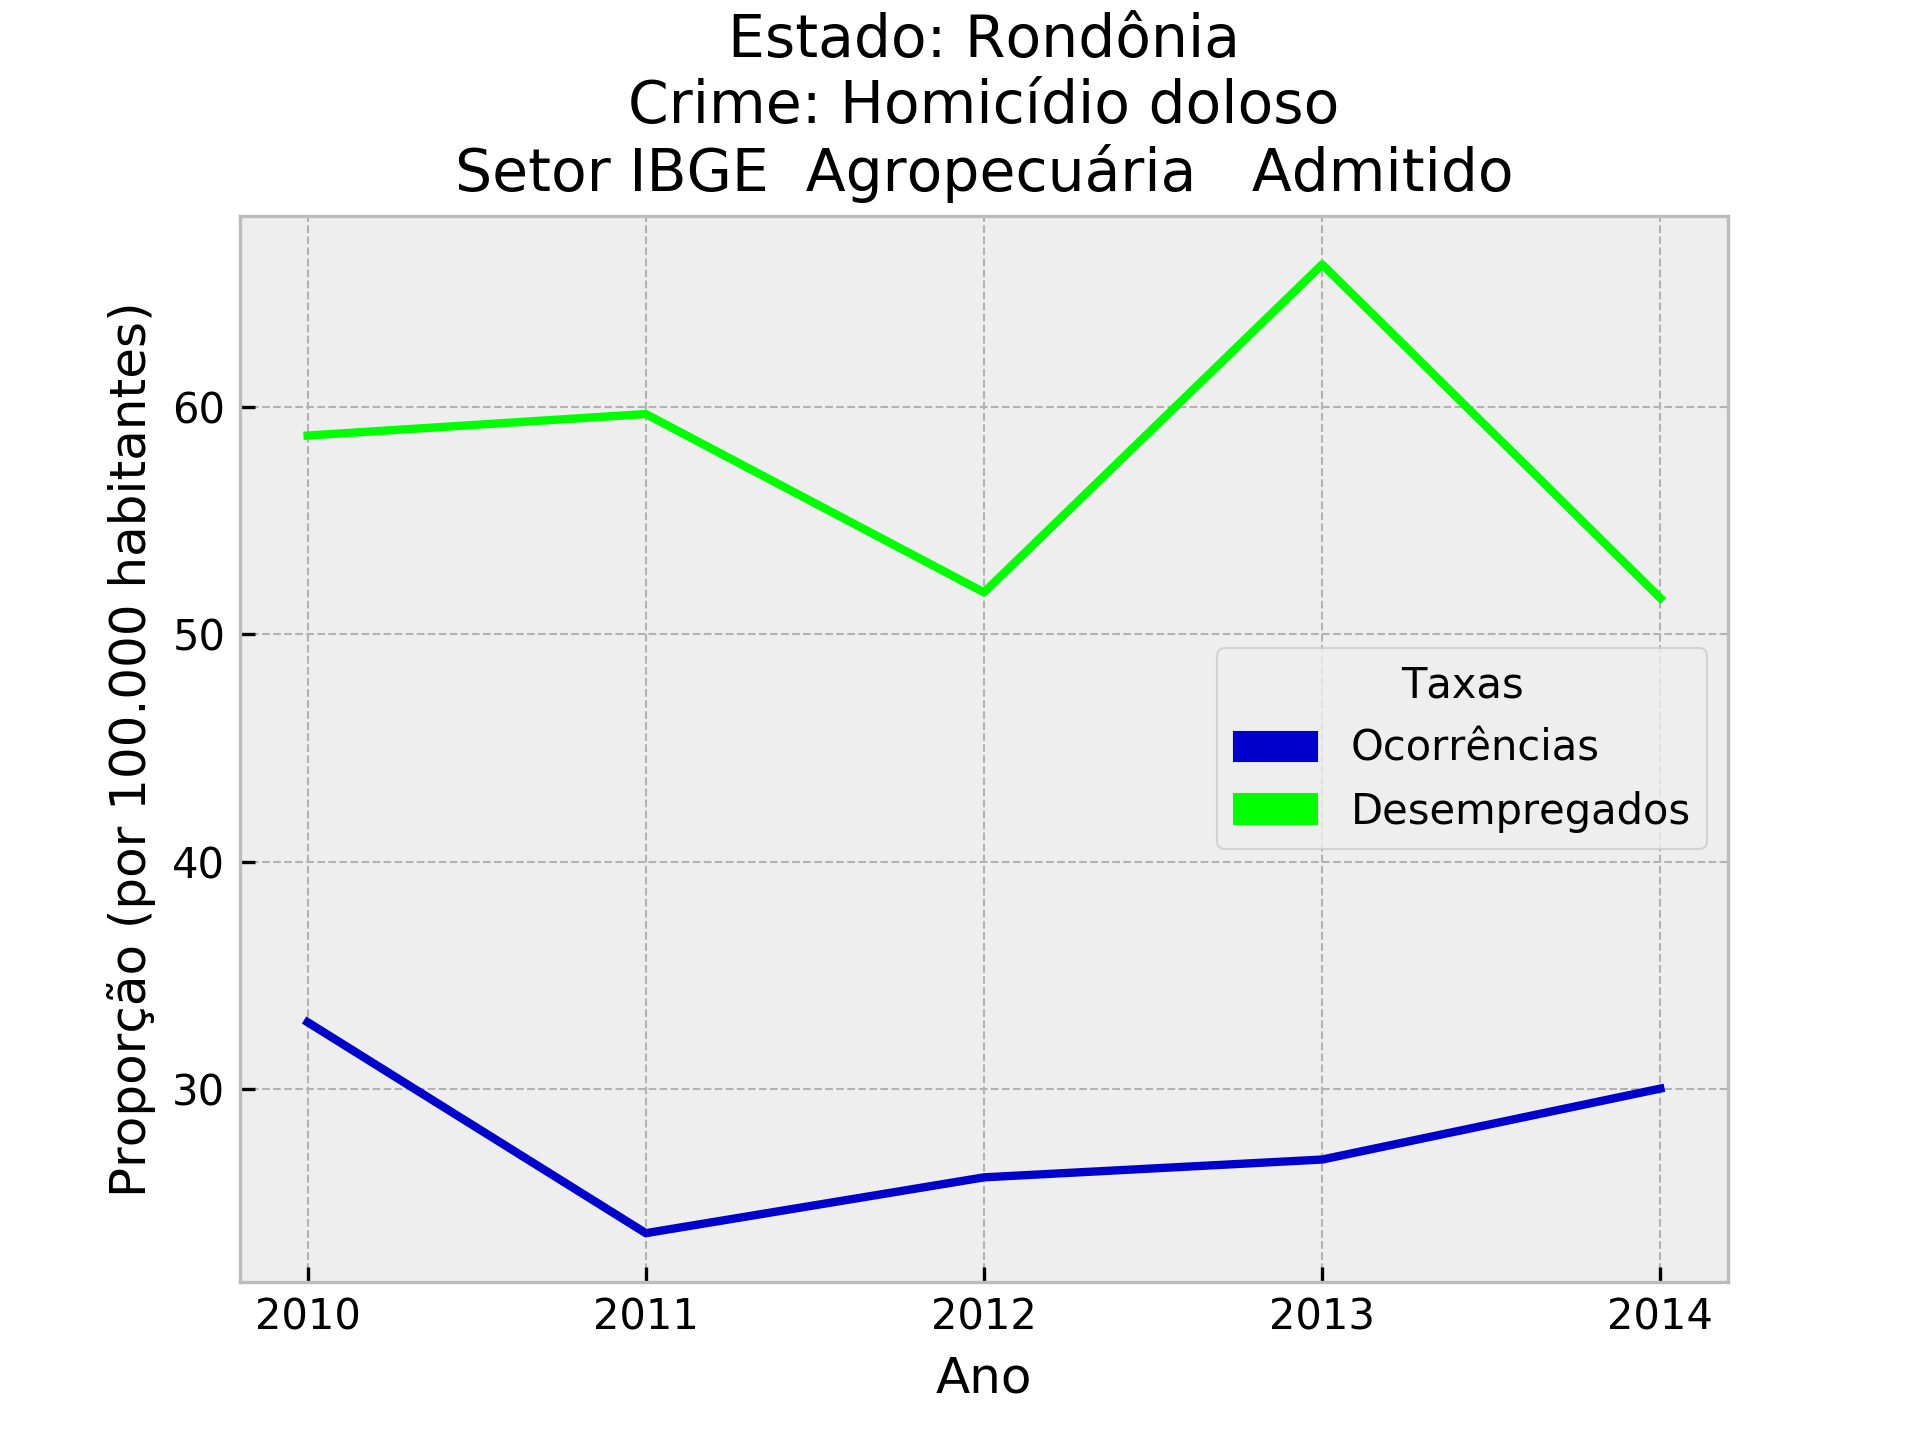 Estado: Rondônia
Crime: Homicídio doloso
Setor IBGE  Agropecuária   Admitido
Proporção (por 100.000 habitantes)
60
50
40
30
Taxas
Ocorrências
Desempregados
2010 2011 2012 2013 2014
Ano